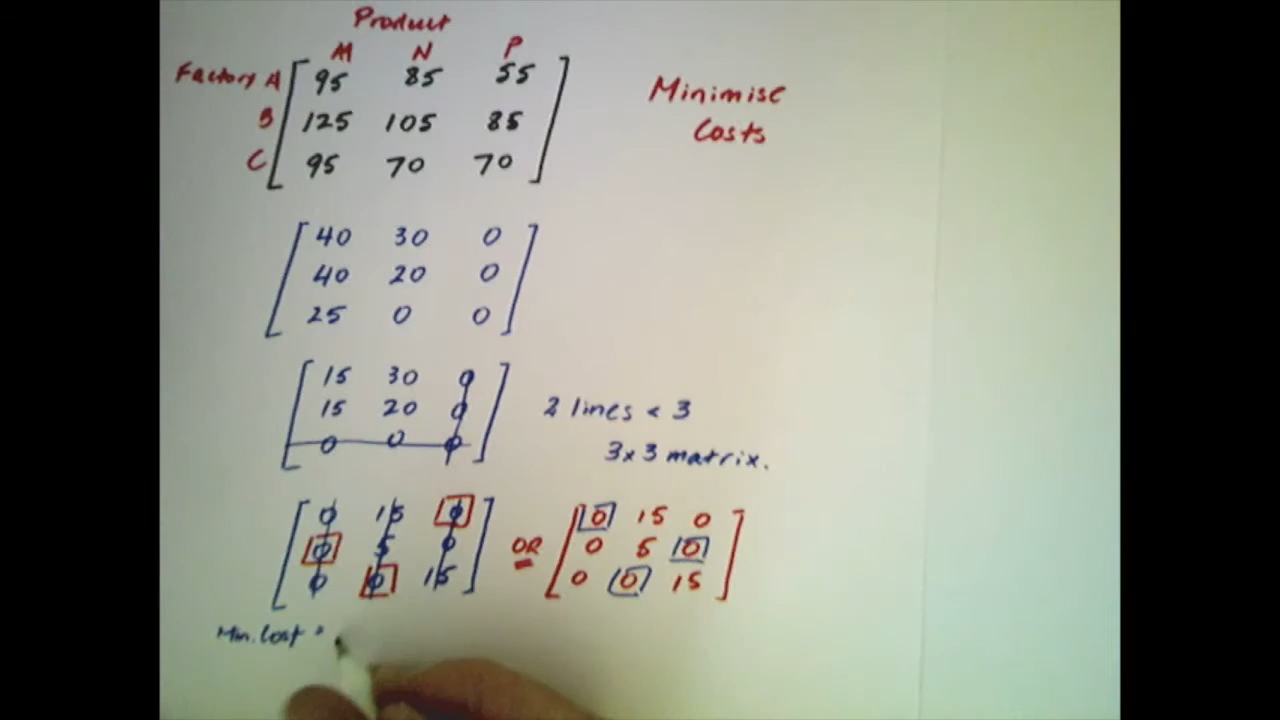 Product
M N P
Factory A 95 85 55
B 125 105 85
C 95 70 70
Minimise
Costs
40 30 0
40 20 0
25 0 0
15 30 0
15 20 0
0 0 0
2 lines < 3
3x3 matrix.
0 15 0
0 5 0
0 0 15
OR
0 15 0
0 5 0
0 0 15
Min. Cost =